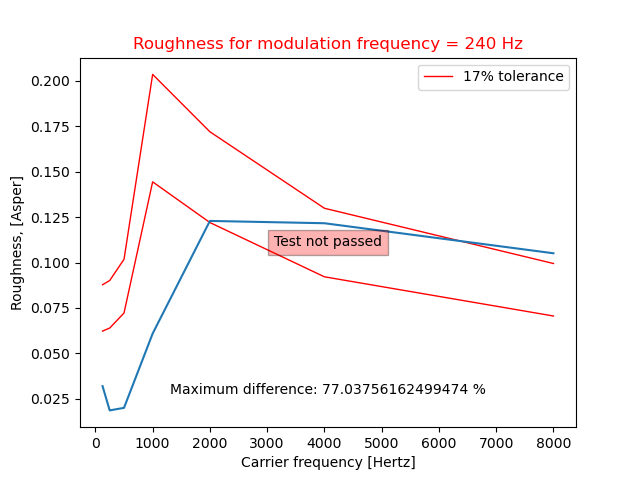 Roughness for modulation frequency = 240 Hz
17% tolerance
0.200
0.175
0.150
0.125
0.100
0.075
0.050
0.025
Roughness, [Asper]
Test not passed
Maximum difference: 77.03756162499474 %
0 1000 2000 3000 4000 5000 6000 7000 8000
Carrier frequency [Hertz]